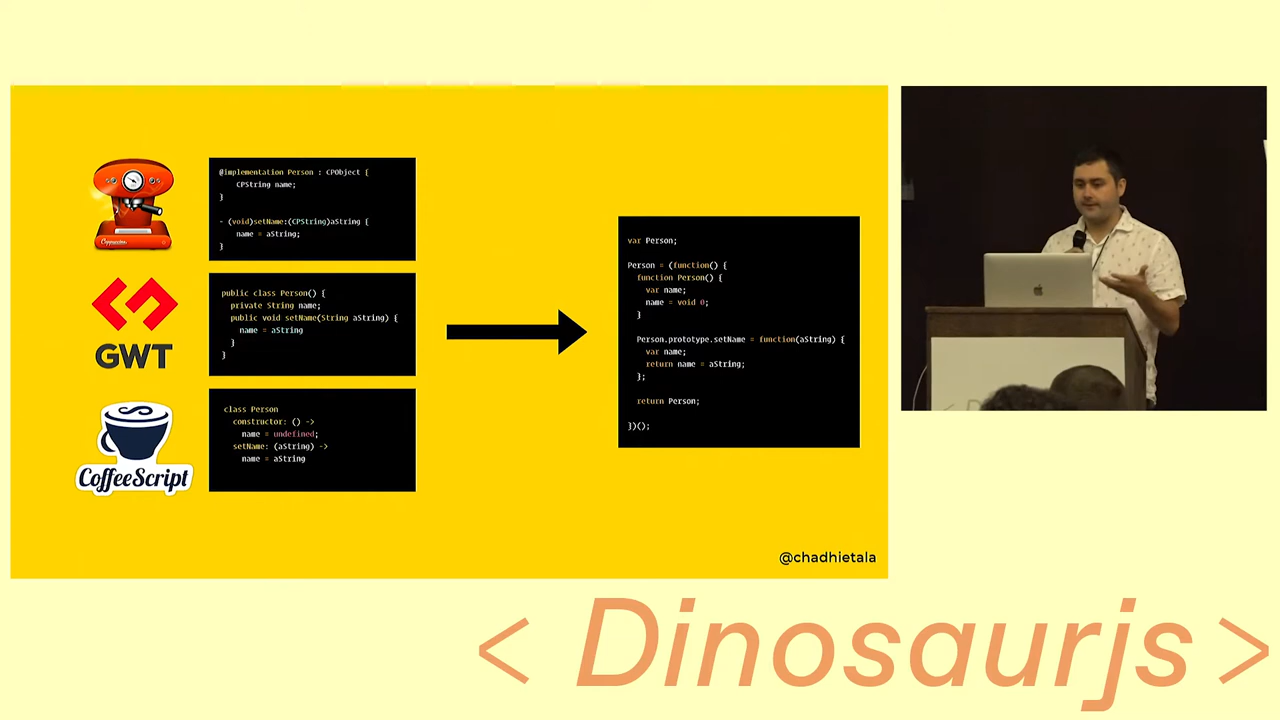 @implementation Person : CPObject {
CPString name;
}
- (void)setName:(CPString)aString {
name = aString;
}
Cappuccino
public class Person() {
private String name;
public void setName(String aString) {
name = aString
}
}
GWT
class Person
constructor: () ->
name = undefined;
setName: (aString) ->
name = aString
CoffeeScript
var Person;
Person = (function() {
function Person() {
var name;
name = void 0;
}
Person.prototype.setName = function(aString) {
var name;
return name = aString;
};
return Person;
})();
@chadhietala
< Dinosaurjs >